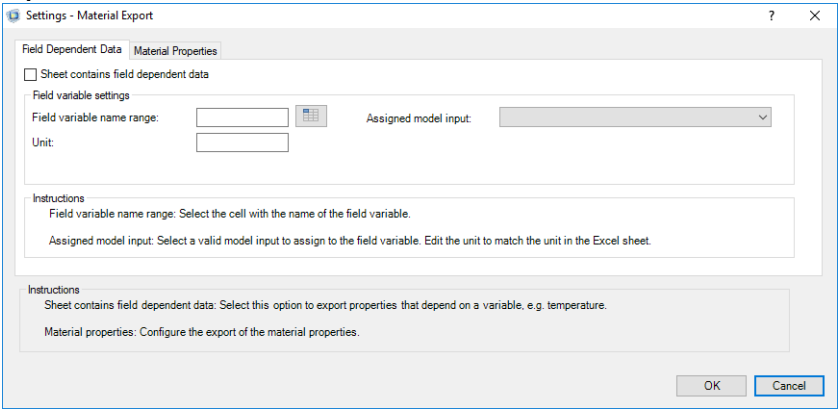 Settings - Material Export
?
Field Dependent Data
Material Properties
Sheet contains field dependent data
Field variable settings
Field variable name range:
Assigned model input:
Unit:
Instructions
Field variable name range: Select the cell with the name of the field variable.
Assigned model input: Select a valid model input to assign to the field variable. Edit the unit to match the unit in the Excel sheet.
Instructions
Sheet contains field dependent data: Select this option to export properties that depend on a variable, e.g. temperature.
Material properties: Configure the export of the material properties.
OK
Cancel